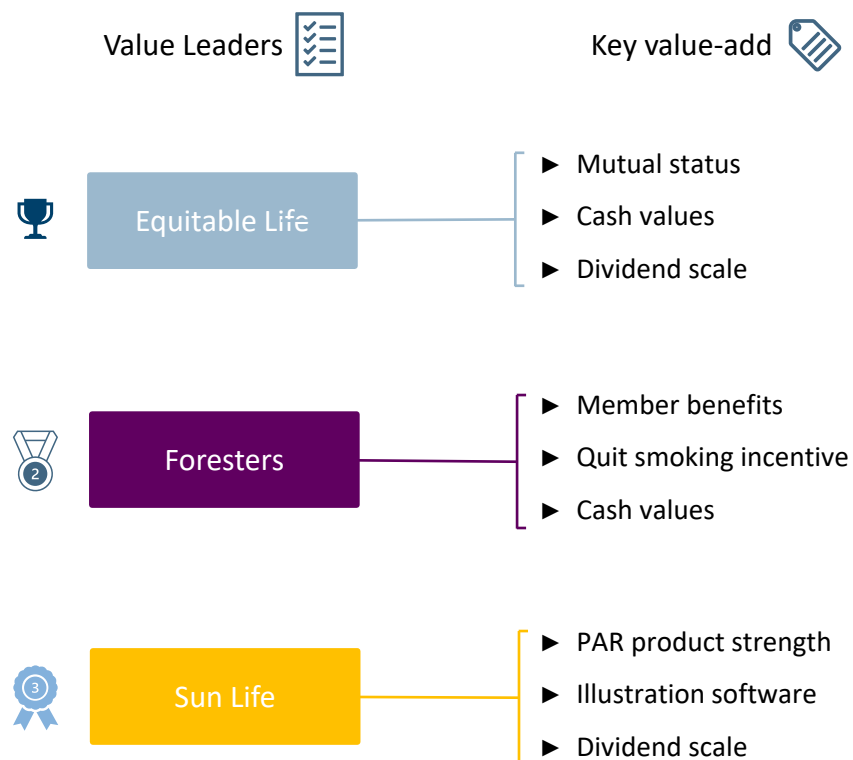 Value Leaders
Key value-add
Equitable Life
► Mutual status
► Cash values
► Dividend scale
2
Foresters
► Member benefits
► Quit smoking incentive
► Cash values
3
Sun Life
► PAR product strength
► Illustration software
► Dividend scale